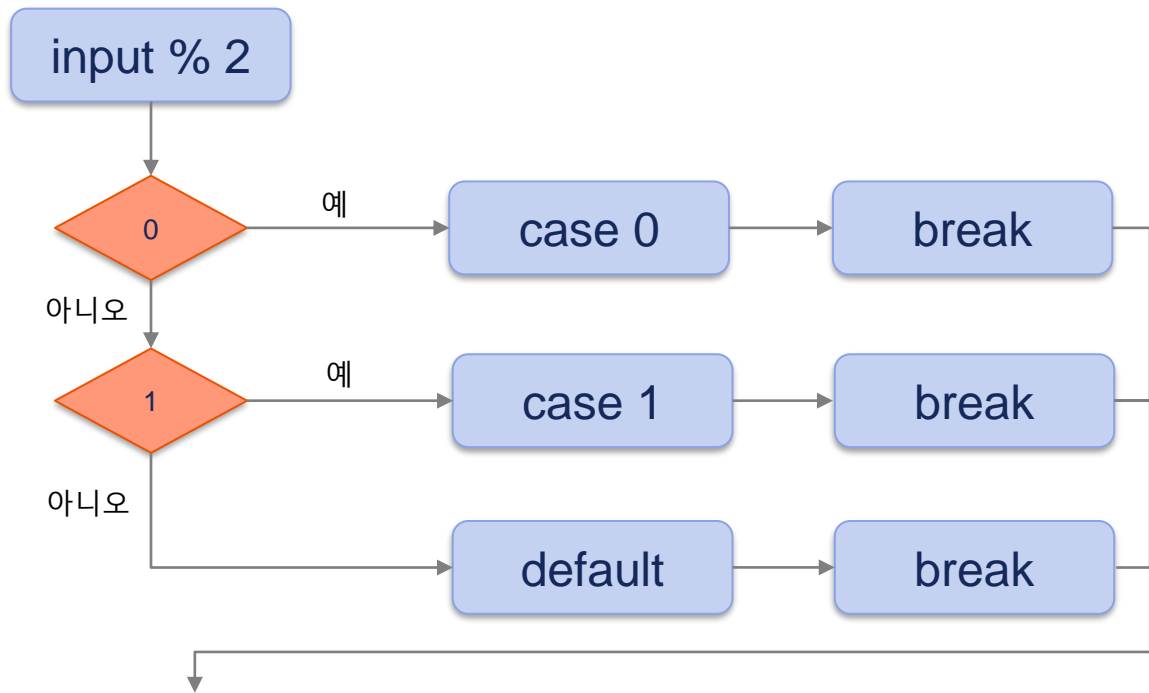 input % 2
0
예
case 0
break
아니오
1
예
case 1
break
아니오
default
break